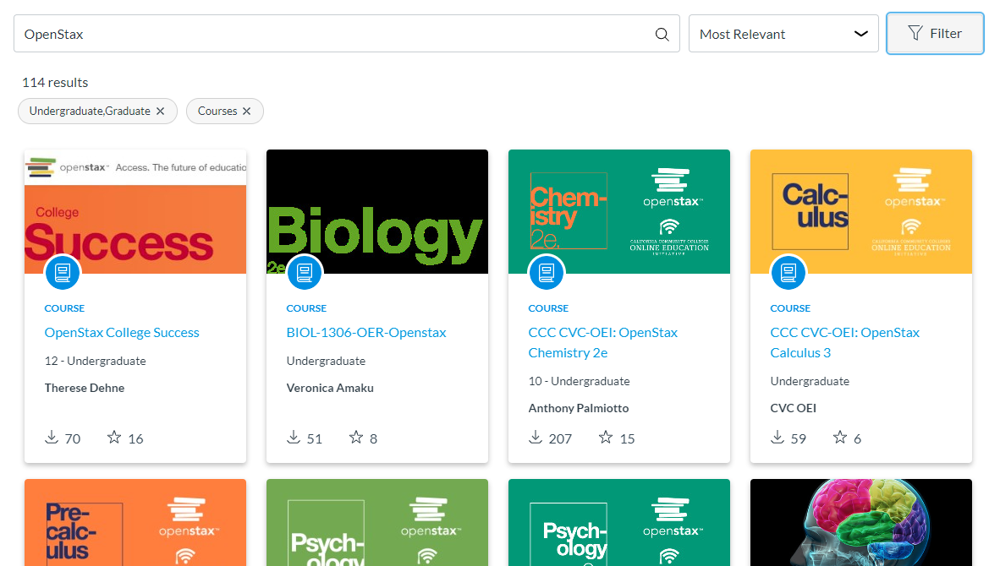 OpenStax
Most Relevant
Filter
114 results
Undergraduate,Graduate
Courses
openstax™ Access. The future of educatio
College
Success
Biology
2e
Chem-
istry
2e.
openstax™
CALIFORNIA COMMUNITY COLLEGES
ONLINE EDUCATION
INITIATIVE
Calc-
ulus
openstax™
CALIFORNIA COMMUNITY COLLEGES
ONLINE EDUCATION
INITIATIVE
COURSE
OpenStax College Success
12 - Undergraduate
Therese Dehne
70
16
COURSE
BIOL-1306-OER-Openstax
Undergraduate
Veronica Amaku
51
8
COURSE
CCC CVC-OEI: OpenStax
Chemistry 2e
10 - Undergraduate
Anthony Palmiotto
207
15
COURSE
CCC CVC-OEI: OpenStax
Calculus 3
Undergraduate
CVC OEI
59
6
Pre-
calc-
ulus
openstax™
Psych-
ology
openstax™
Psych-
ology
openstax™